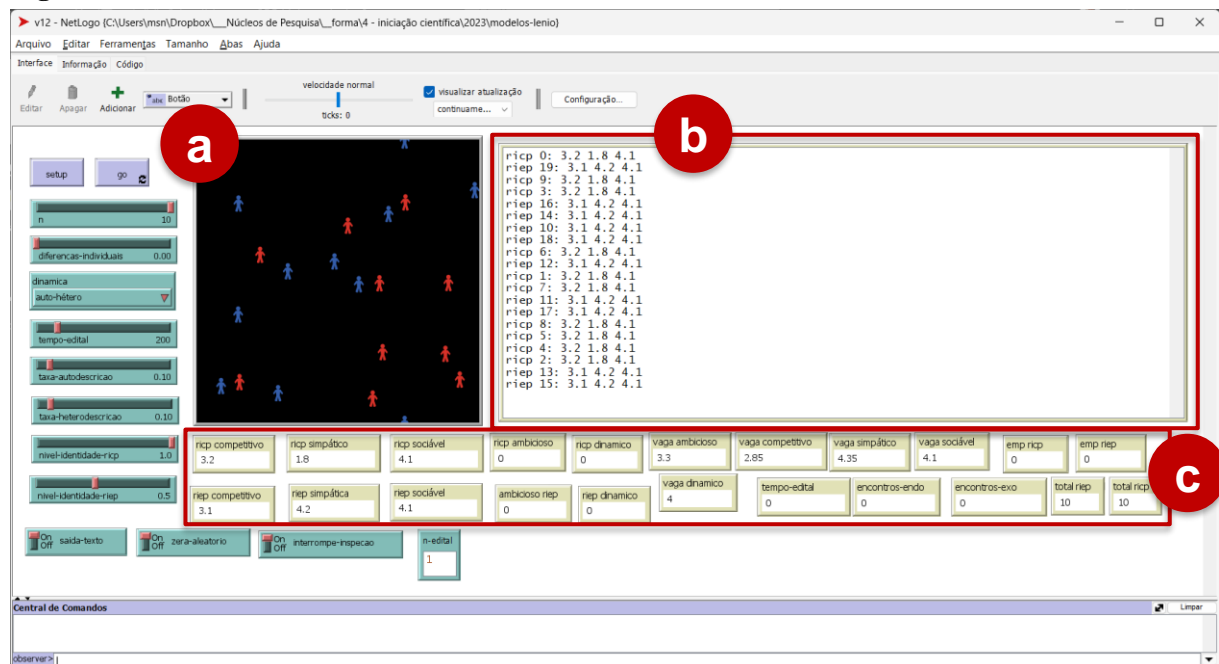 v12 - NetLogo {C:\Users\msn\Dropbox\__Núcleos de Pesquisa\_forma\4 - iniciação científica\2023\modelos-lenio}
Arquivo Editar Ferramentas Tamanho Abas Ajuda
Interface Informação Código
Editar Apagar Adicionar abc Botão
velocidade normal
ticks: 0
visualizar atualização
continuame...
Configuração...
a
b
setup go
n 10
diferencas-individuais 0.00
dinamica
auto-hétero
tempo-edital 200
taxa-autodescricao 0.10
taxa-heterodescricao 0.10
nivel-identidade-ricp 1.0
nivel-identidade-riep 0.5
ricp 0: 3.2 1.8 4.1
riep 19: 3.1 4.2 4.1
ricp 9: 3.2 1.8 4.1
ricp 3: 3.2 1.8 4.1
riep 16: 3.1 4.2 4.1
riep 14: 3.1 4.2 4.1
riep 10: 3.1 4.2 4.1
riep 18: 3.1 4.2 4.1
ricp 6: 3.2 1.8 4.1
riep 12: 3.1 4.2 4.1
ricp 1: 3.2 1.8 4.1
ricp 7: 3.2 1.8 4.1
riep 11: 3.1 4.2 4.1
riep 17: 3.1 4.2 4.1
ricp 8: 3.2 1.8 4.1
ricp 5: 3.2 1.8 4.1
ricp 4: 3.2 1.8 4.1
ricp 2: 3.2 1.8 4.1
riep 13: 3.1 4.2 4.1
riep 15: 3.1 4.2 4.1
ricp competitivo ricp simpático ricp sociável ricp ambicioso ricp dinamico vaga ambicioso vaga competitivo vaga simpático vaga sociável emp ricp emp riep
3.2 1.8 4.1 0 0 3.3 2.85 4.35 4.1 0 0
c
riep competitivo riep simpática riep sociável ambicioso riep riep dinamico vaga dinamico tempo-edital encontros-endo encontros-exo total riep total ricp
3.1 4.2 4.1 0 0 4 0 0 0 10 10
On
Off saida-texto
On
Off zera-aleatorio
On
Off interrompe-inspecao
n-edital
1
Central de Comandos Limpar
observer>